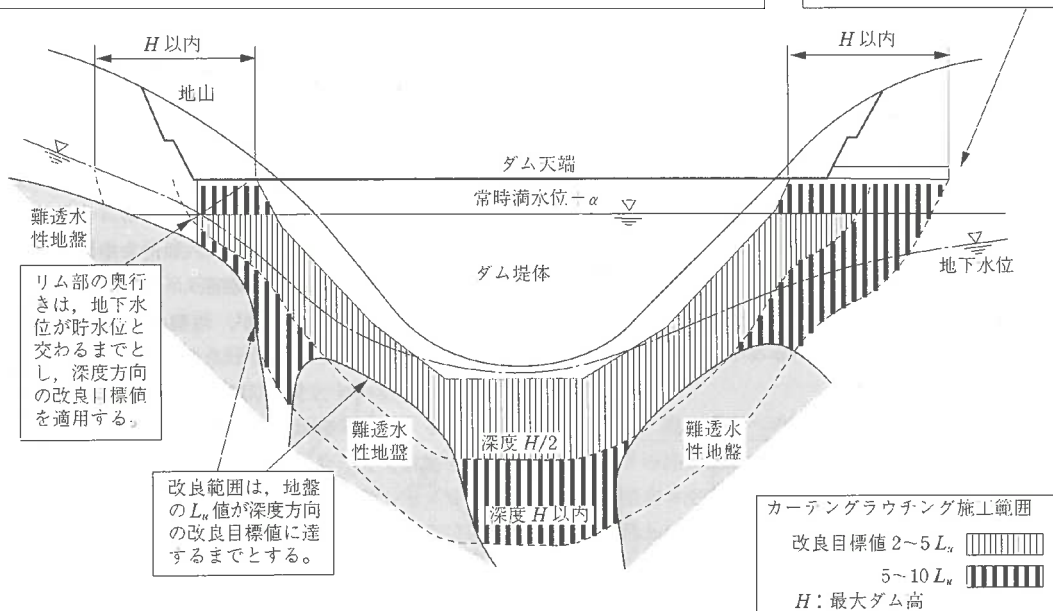 H 以内
H 以内
地山
ダム天端
常時満水位+α
難透水
性地盤
ダム堤体
地下水位
リム部の奥行
きは，地下水
位が貯水位と
交わるまでと
し，深度方向
の改良目標値
を適用する。
難透水
性地盤
深度 H/2
難透水
性地盤
改良範囲は，地盤
の Lu 値が深度方向
の改良目標値に達
するまでとする。
深度 H 以内
カーテングラウチング施工範囲
改良目標値 2~5 Lu
5~10 Lu
H：最大ダム高